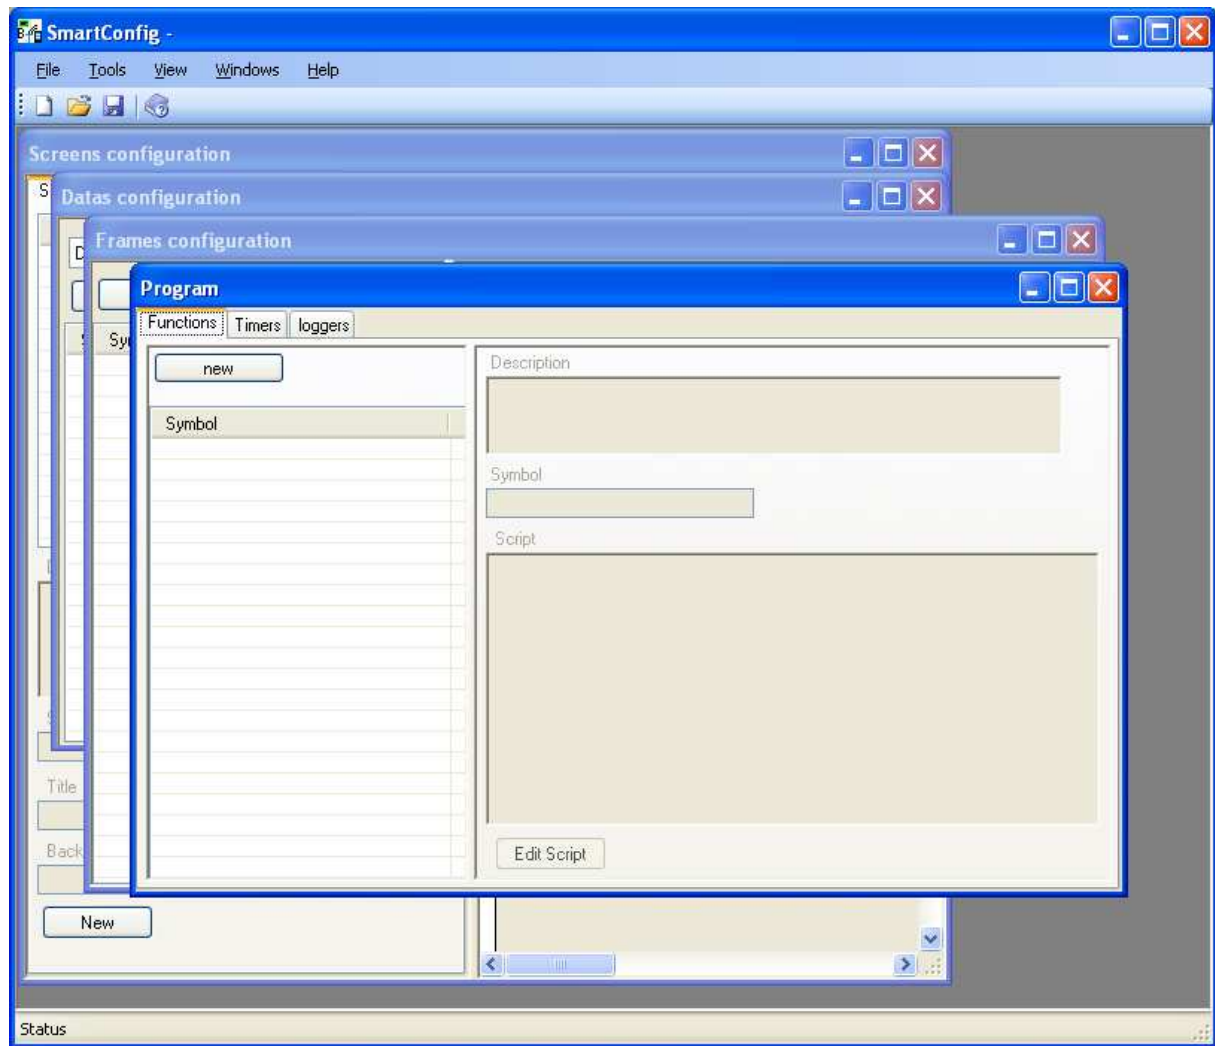 SmartConfig -
File Tools View Windows Help
Screens configuration
S
Datas configuration
D
Frames configuration
Program
Functions Timers loggers
new
Description
Symbol
Symbol
Script
Edit Script
Title
Back
New
Status